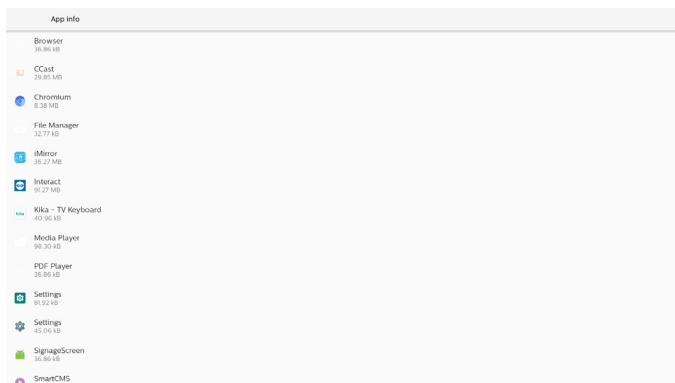 App info
Browser
36.86 kB
CCast
29.85 MB
Chromium
8.38 MB
File Manager
32.77 kB
iMirror
36.27 MB
Interact
91.27 MB
kika
Kika - TV Keyboard
40.96 kB
Media Player
98.30 kB
PDF Player
36.86 kB
Settings
81.92 kB
Settings
45.06 kB
SignageScreen
36.86 kB
SmartCMS